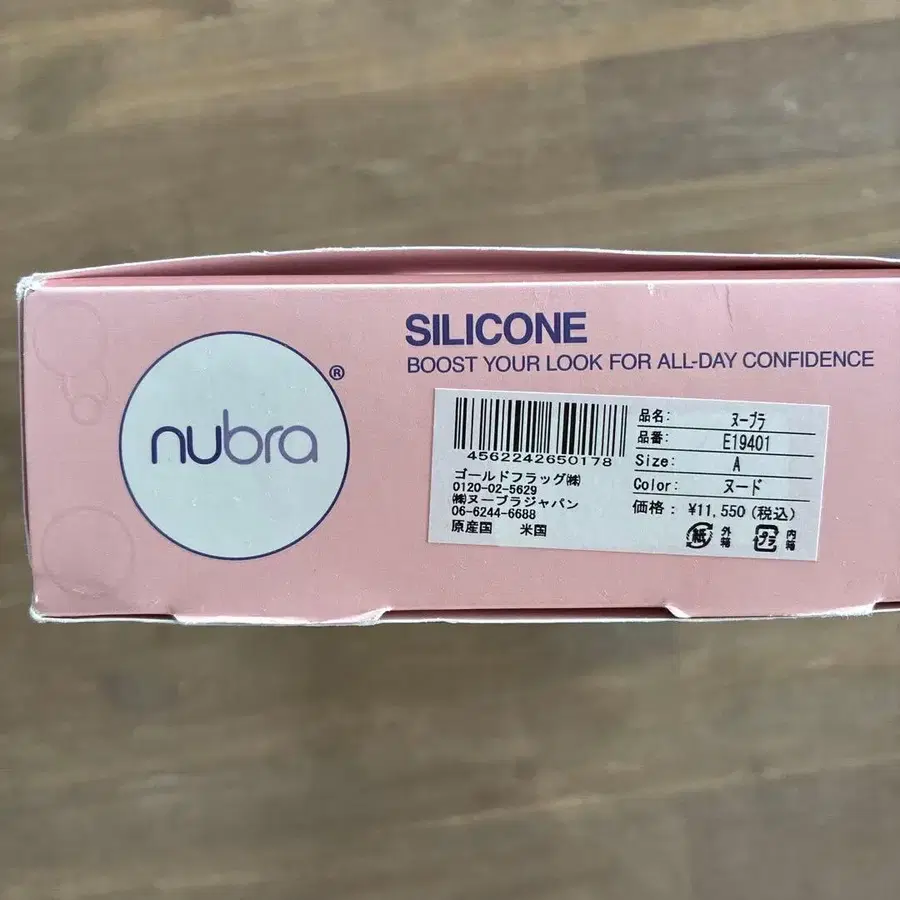 nubra
®
SILICONE
BOOST YOUR LOOK FOR ALL-DAY CONFIDENCE
4562242650178
ゴールドフラッグ㈱
0120-02-5629
㈱ヌーブラジャパン
06-6244-6688
原産国 米国
品名: ヌーブラ
品番: E19401
Size: A
Color: ヌード
価格: ¥11,550(税込)
紙 外箱 プラ 内箱